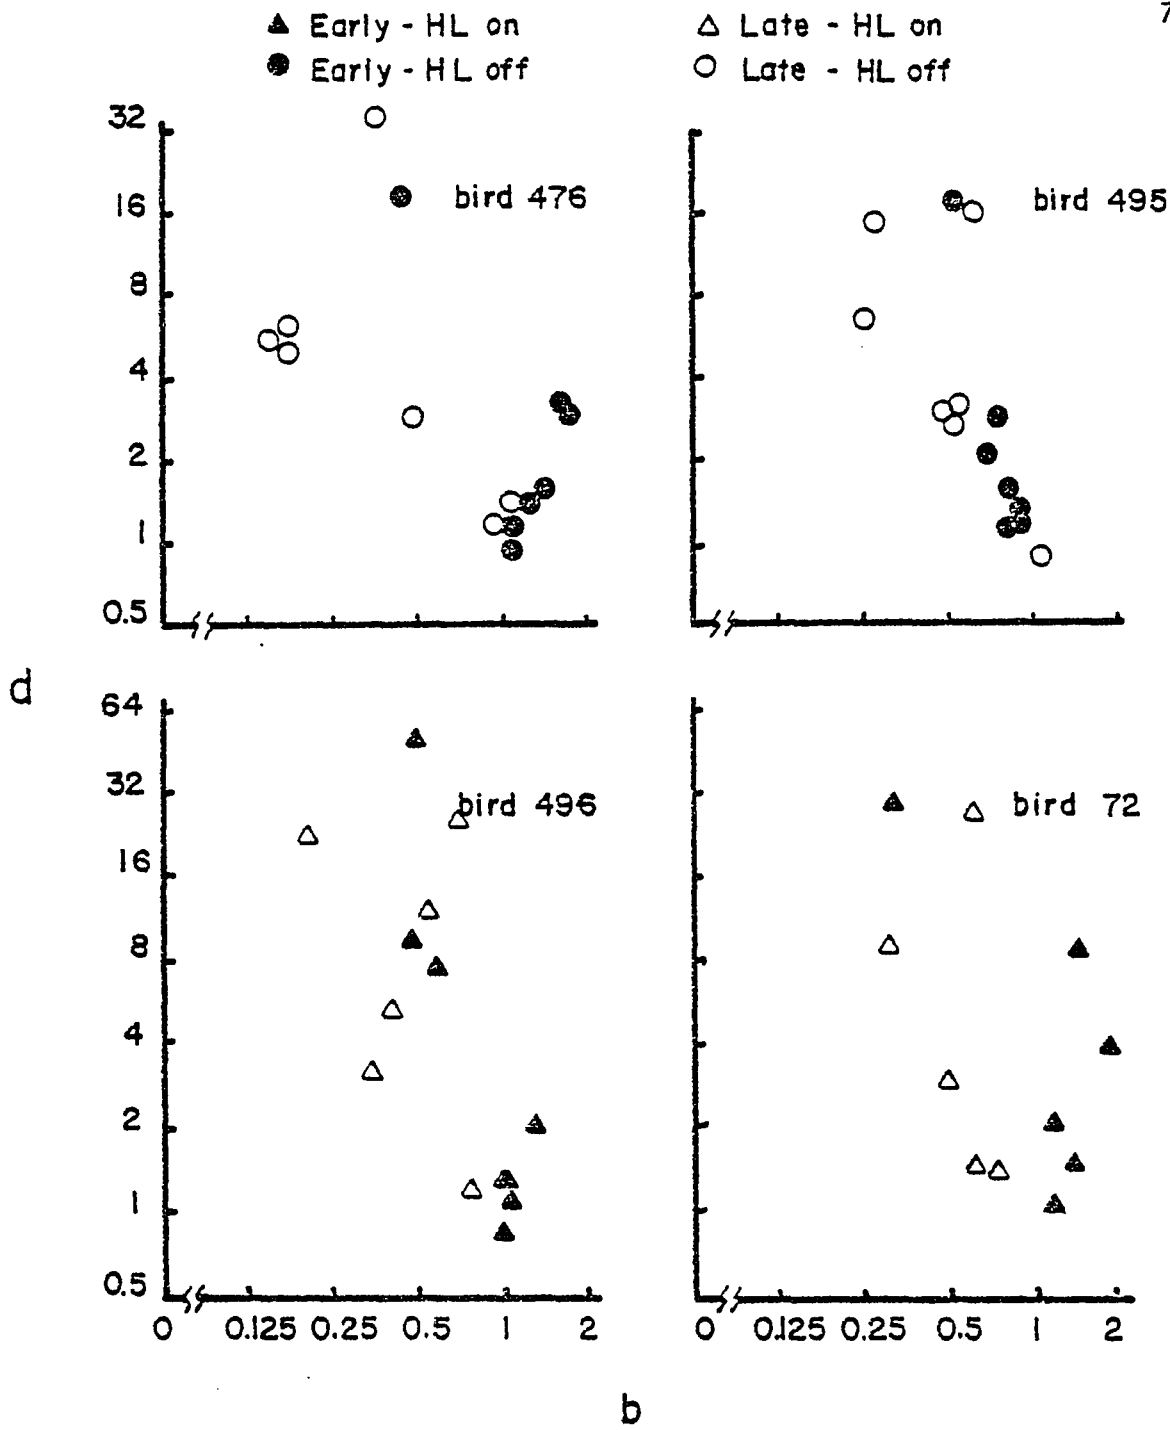 7
▲ Early - HL on △ Late - HL on
● Early - HL off ○ Late - HL off
32
bird 476 bird 495
16
8
4
2
1
0.5
d
64
32
bird 496 bird 72
16
8
4
2
1
0.5
0 0.125 0.25 0.5 1 2 0 0.125 0.25 0.5 1 2
b